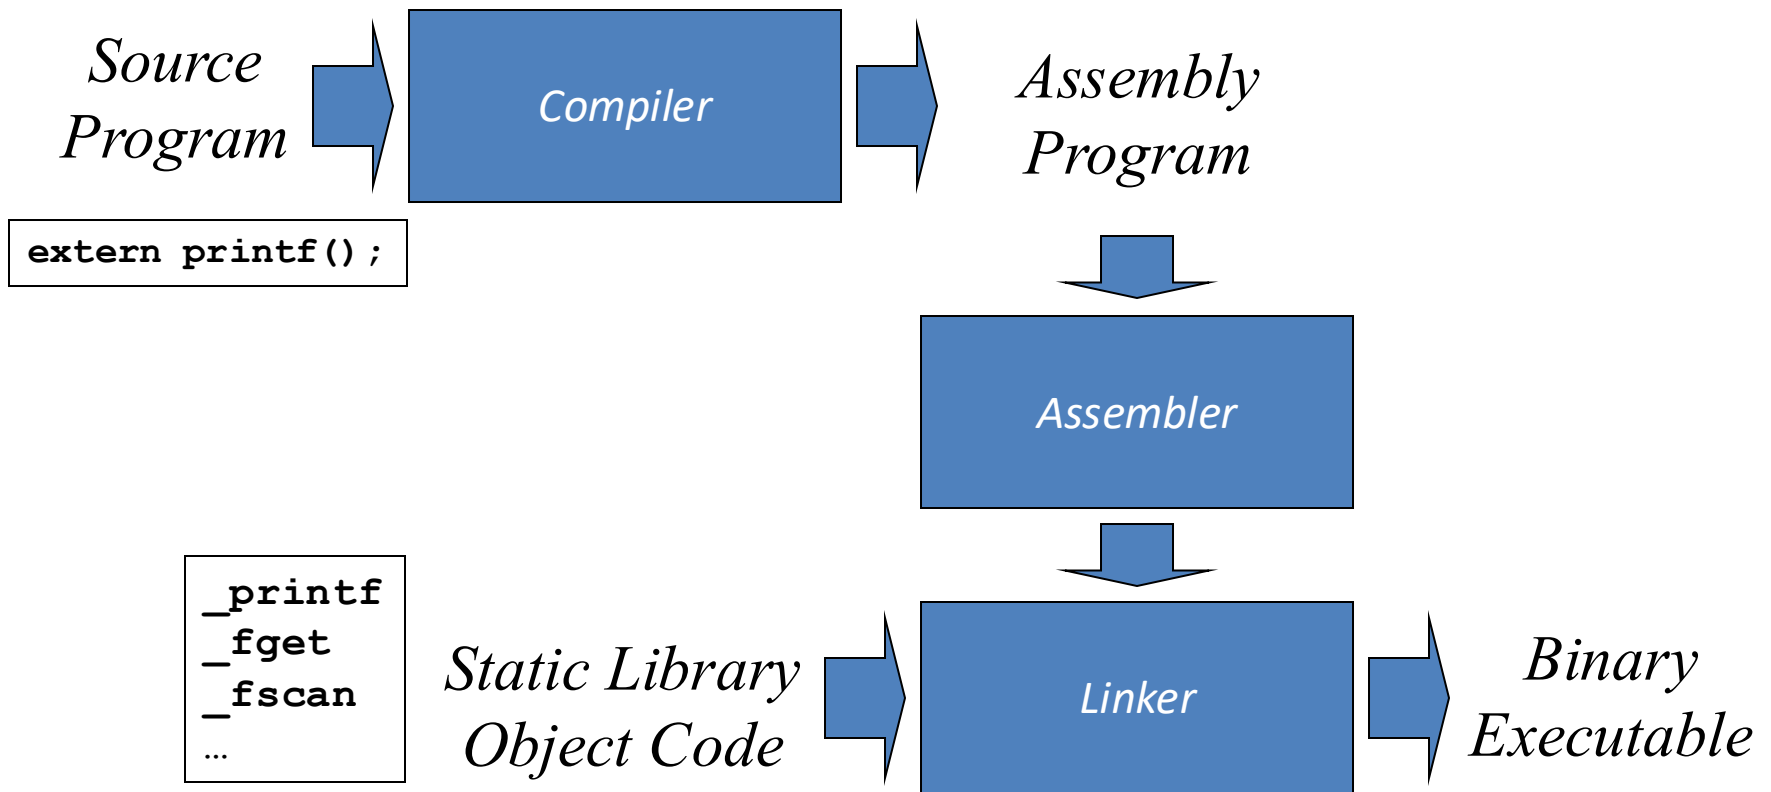 Source
Program
Compiler
Assembly
Program
extern printf();
Assembler
_printf
_fget
_fscan
…
Static Library
Object Code
Linker
Binary
Executable